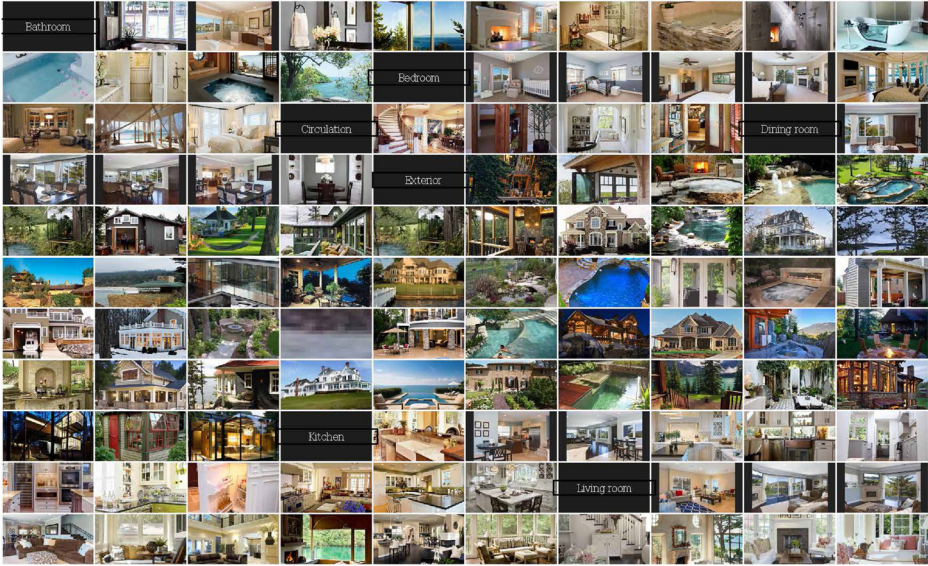 Bathroom
Bedroom
Circulation
Dining room
Exterior
Kitchen
Living room